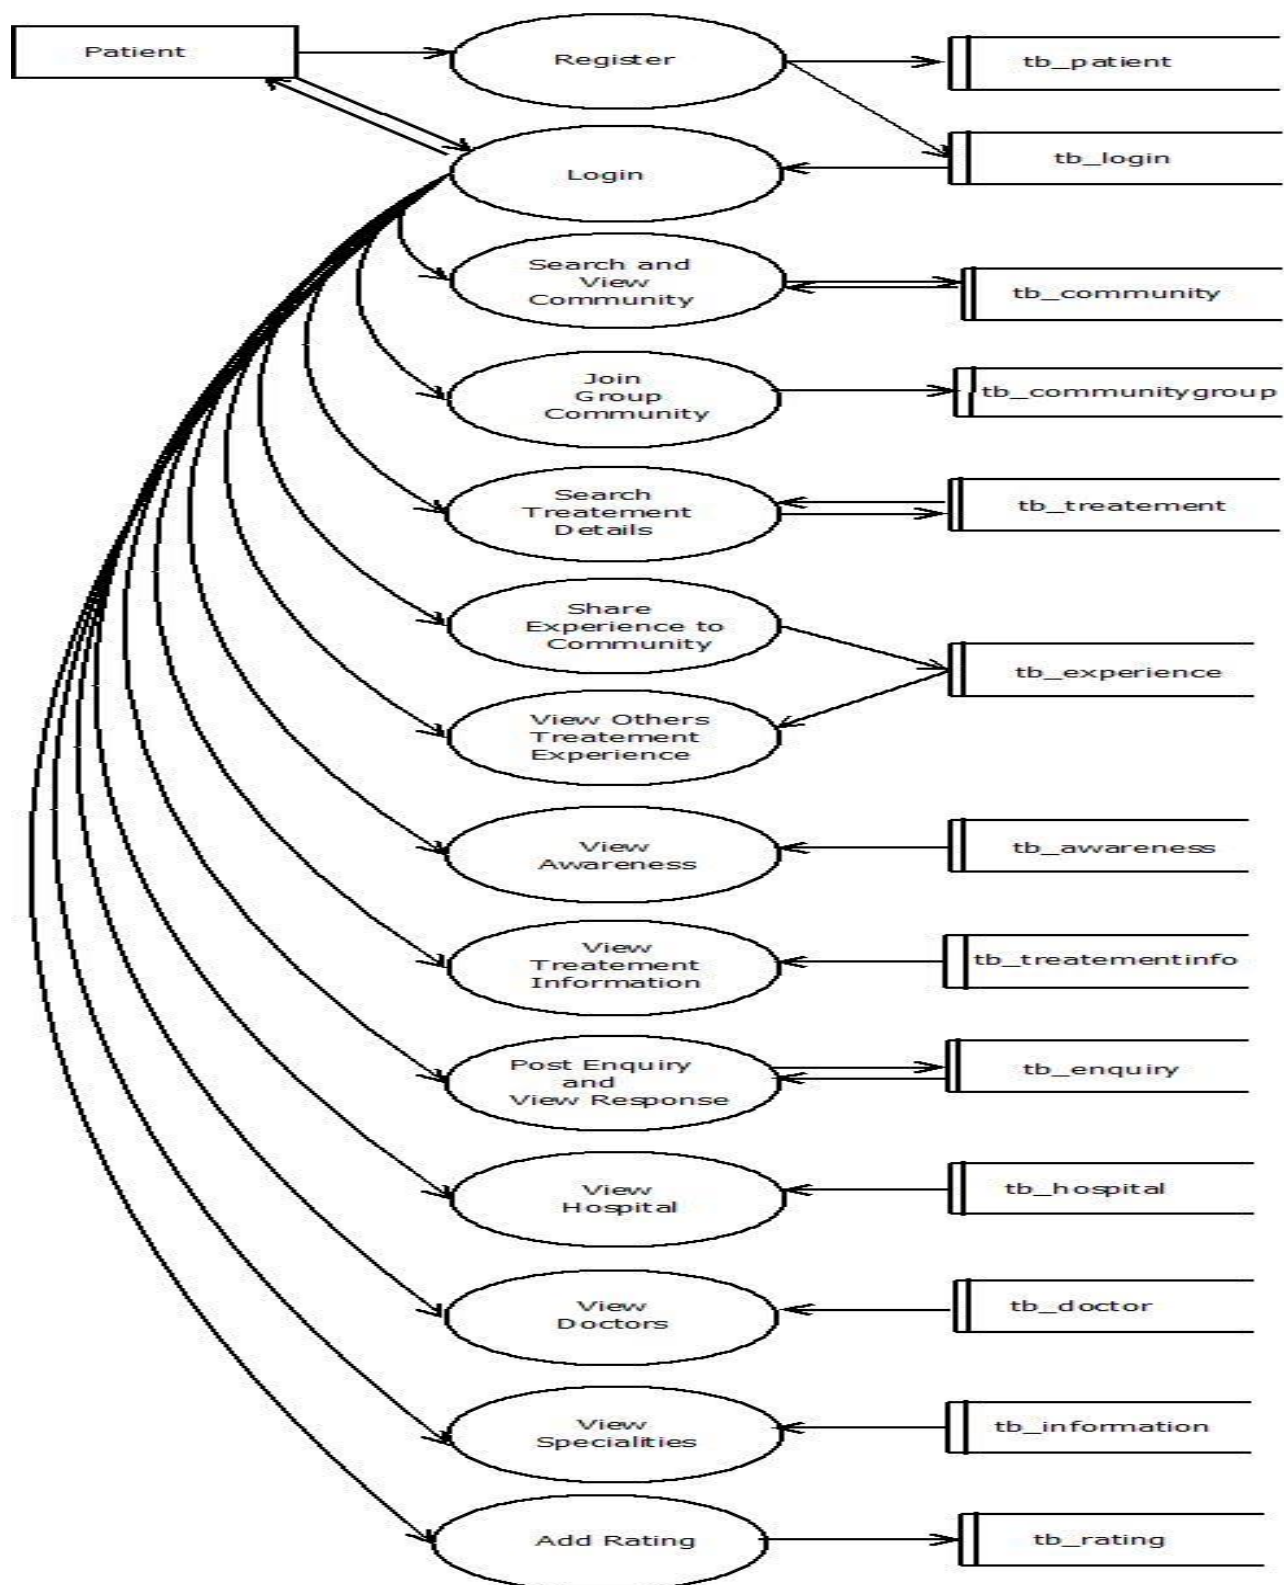 Patient
Register
tb_patient
Login
tb_login
Search and
View
Community
tb_community
Join
Group
Community
tb_communitygroup
Search
Treatement
Details
tb_treatement
Share
Experience to
Community
tb_experience
View Others
Treatement
Experience
View
Awareness
tb_awareness
View
Treatement
Information
tb_treatementinfo
Post Enquiry
and
View Response
tb_enquiry
View
Hospital
tb_hospital
View
Doctors
tb_doctor
View
Specialities
tb_information
Add Rating
tb_rating